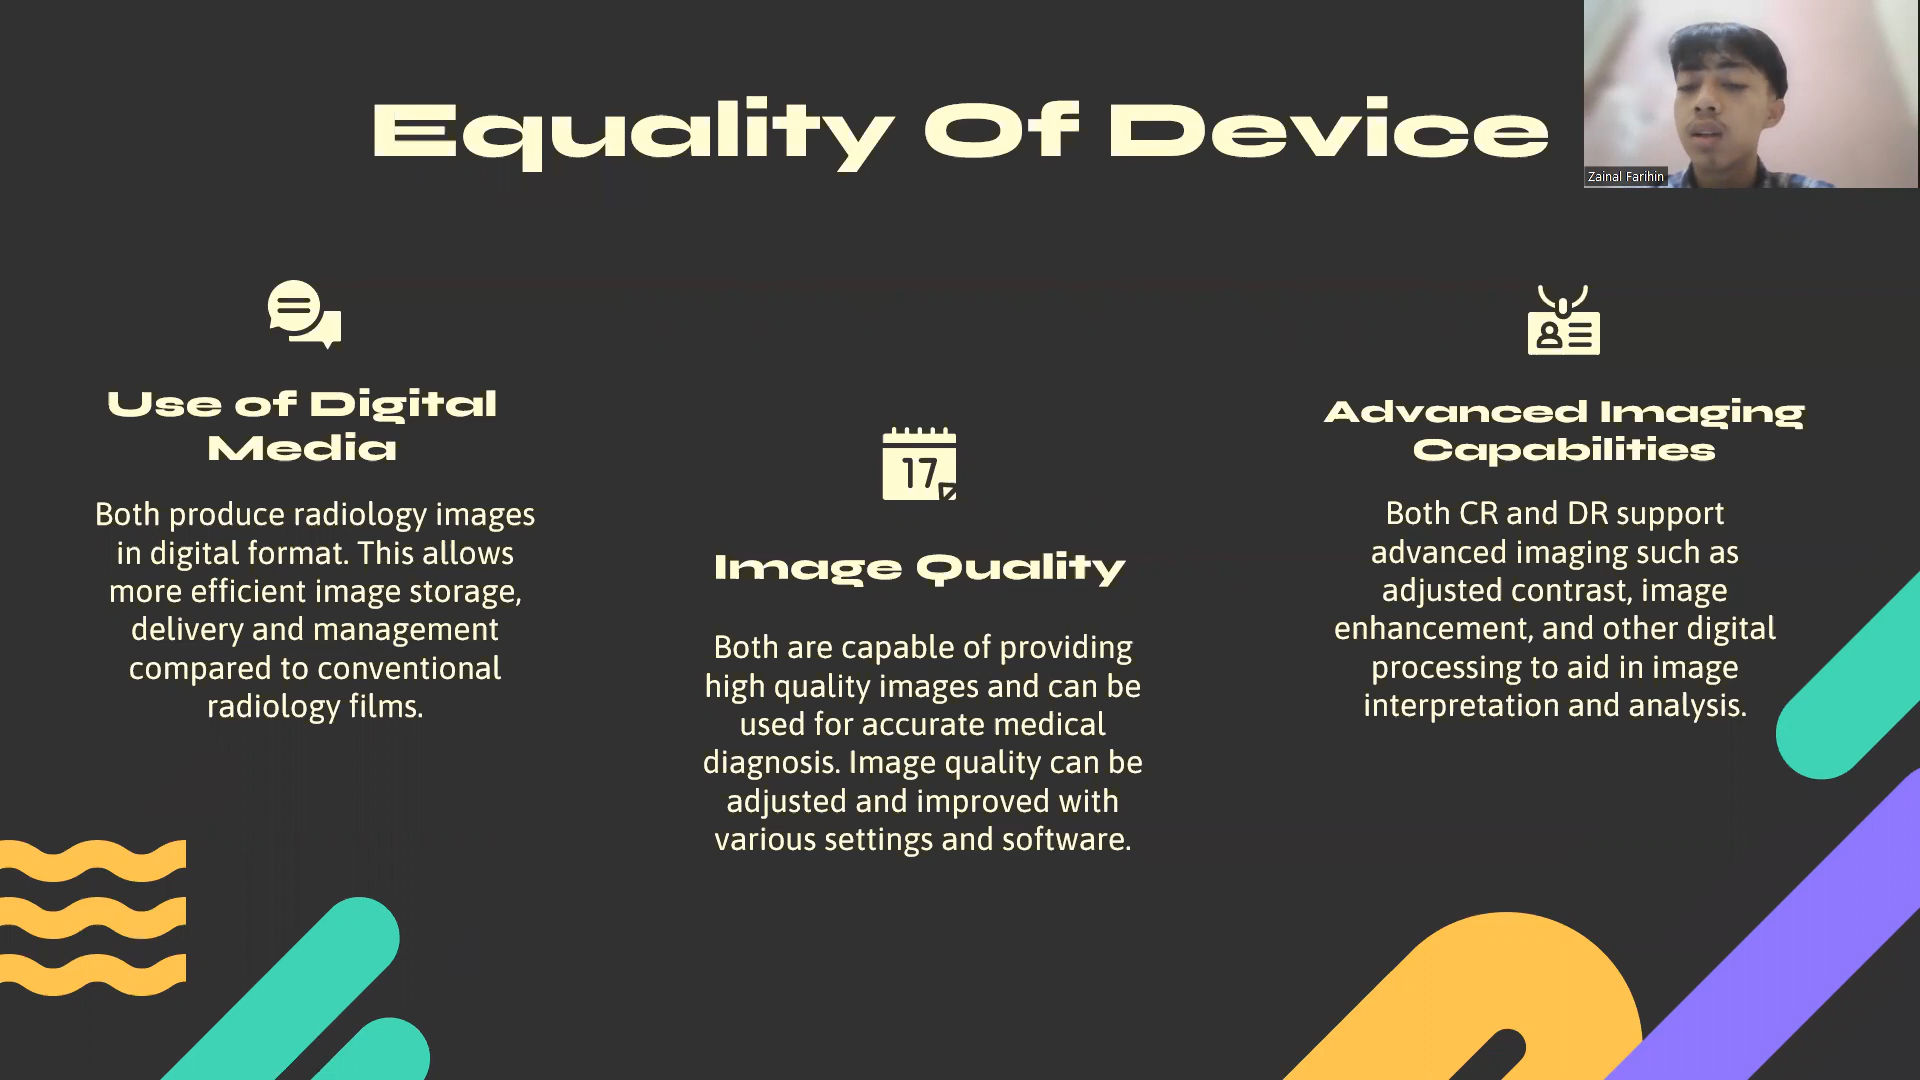 Equality Of Device
Zainal Farihin
Use of Digital
Media
Both produce radiology images
in digital format. This allows
more efficient image storage,
delivery and management
compared to conventional
radiology films.
17
Image Quality
Both are capable of providing
high quality images and can be
used for accurate medical
diagnosis. Image quality can be
adjusted and improved with
various settings and software.
Advanced Imaging
Capabilities
Both CR and DR support
advanced imaging such as
adjusted contrast, image
enhancement, and other digital
processing to aid in image
interpretation and analysis.